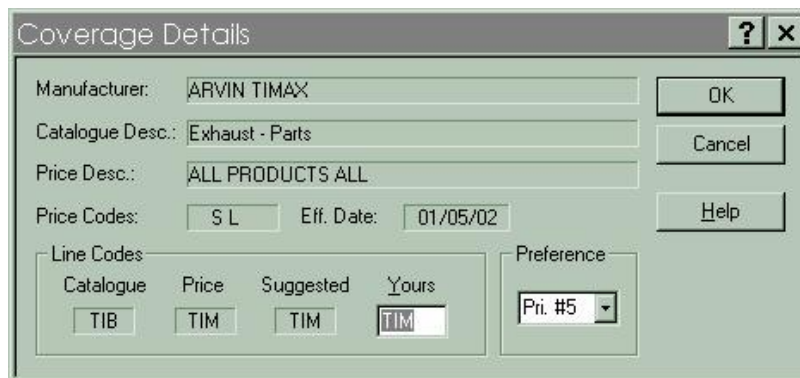 Coverage Details
Manufacturer: ARVIN TIMAX
OK
Catalogue Desc.: Exhaust - Parts
Cancel
Price Desc.: ALL PRODUCTS ALL
Price Codes: S L Eff. Date: 01/05/02
Help
Line Codes
Catalogue Price Suggested Yours
TIB TIM TIM TIM
Preference
Pri. #5